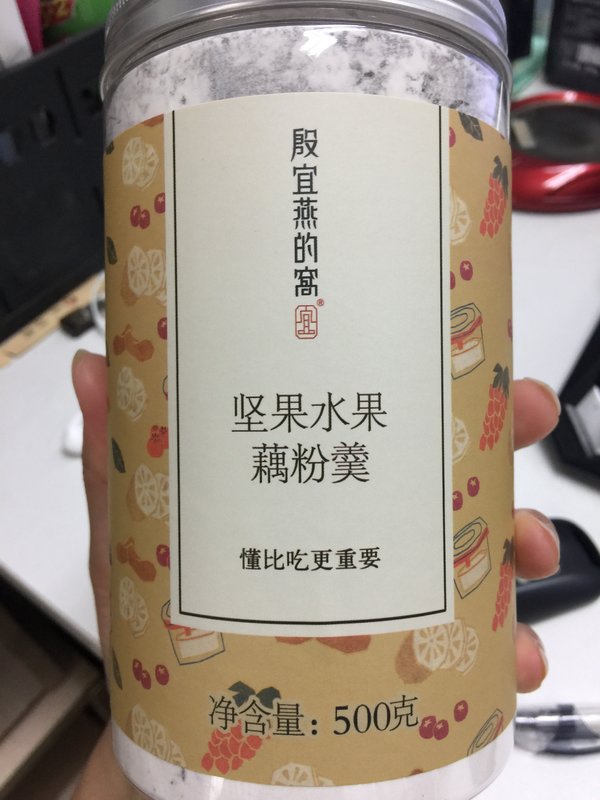 殷宜燕的窝
®
宜
坚果水果
藕粉羹
懂比吃更重要
净含量：500克